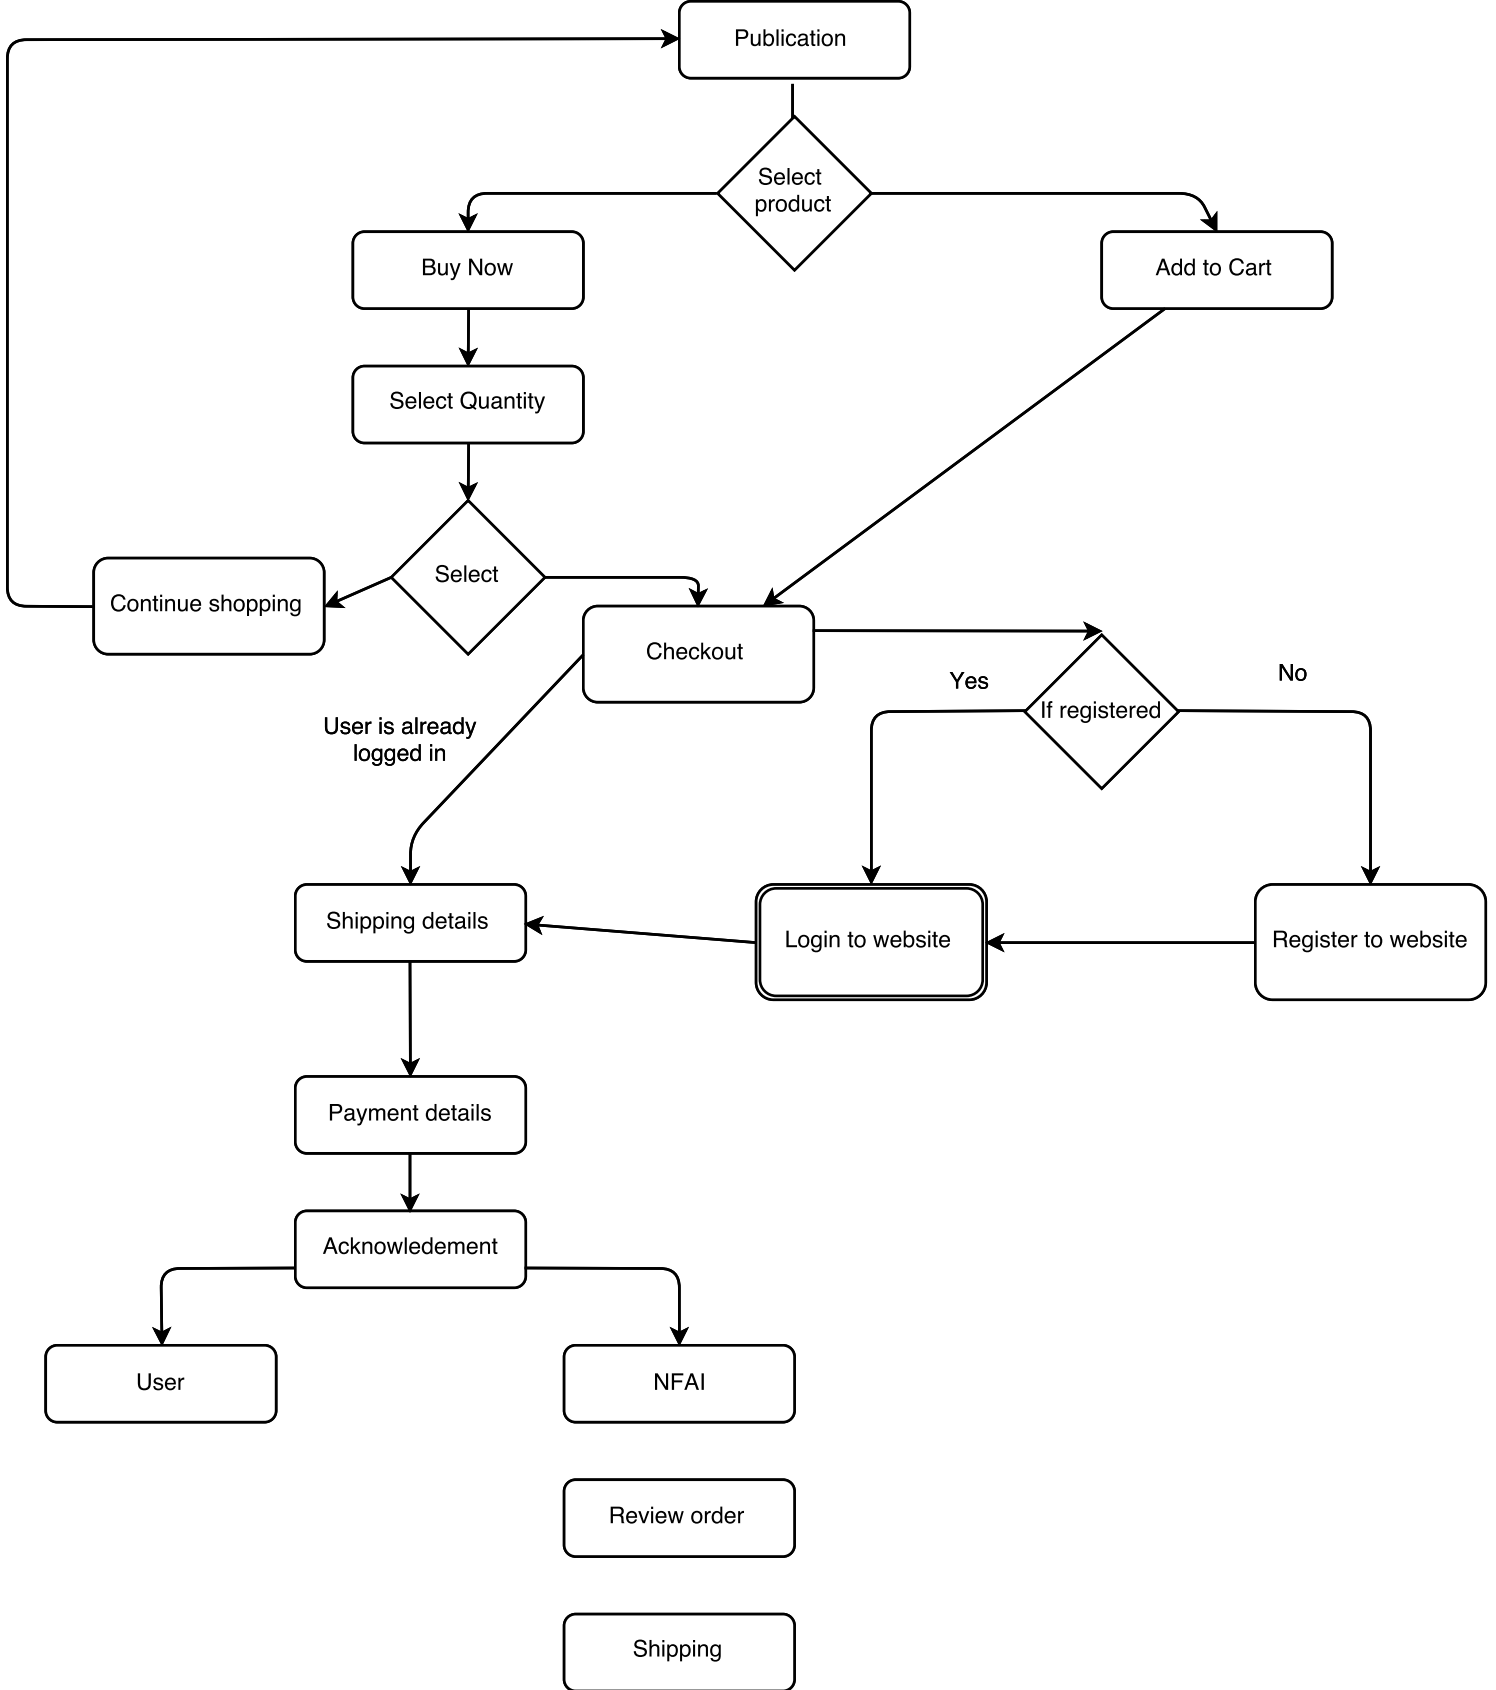 Publication
Select
product
Buy Now
Add to Cart
Select Quantity
Select
Continue shopping
Checkout
Yes
No
If registered
User is already
logged in
Shipping details
Login to website
Register to website
Payment details
Acknowledement
User
NFAI
Review order
Shipping